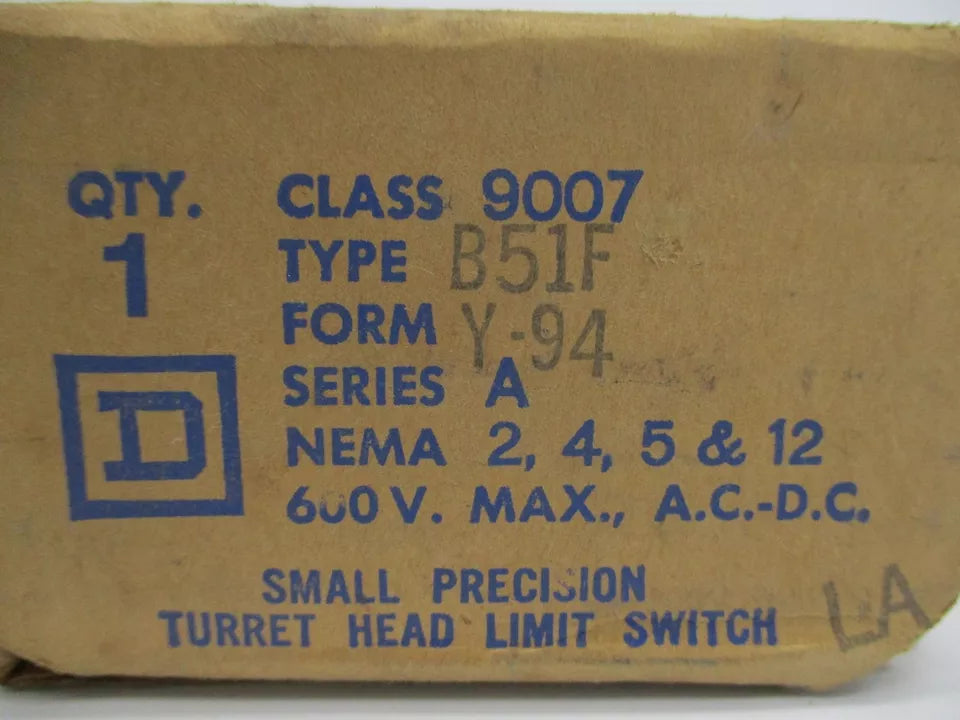 QTY. CLASS 9007
1 TYPE B51F
FORM Y-94
SERIES A
D NEMA 2, 4, 5 & 12
600 V. MAX., A.C.-D.C.
SMALL PRECISION
TURRET HEAD LIMIT SWITCH
LA